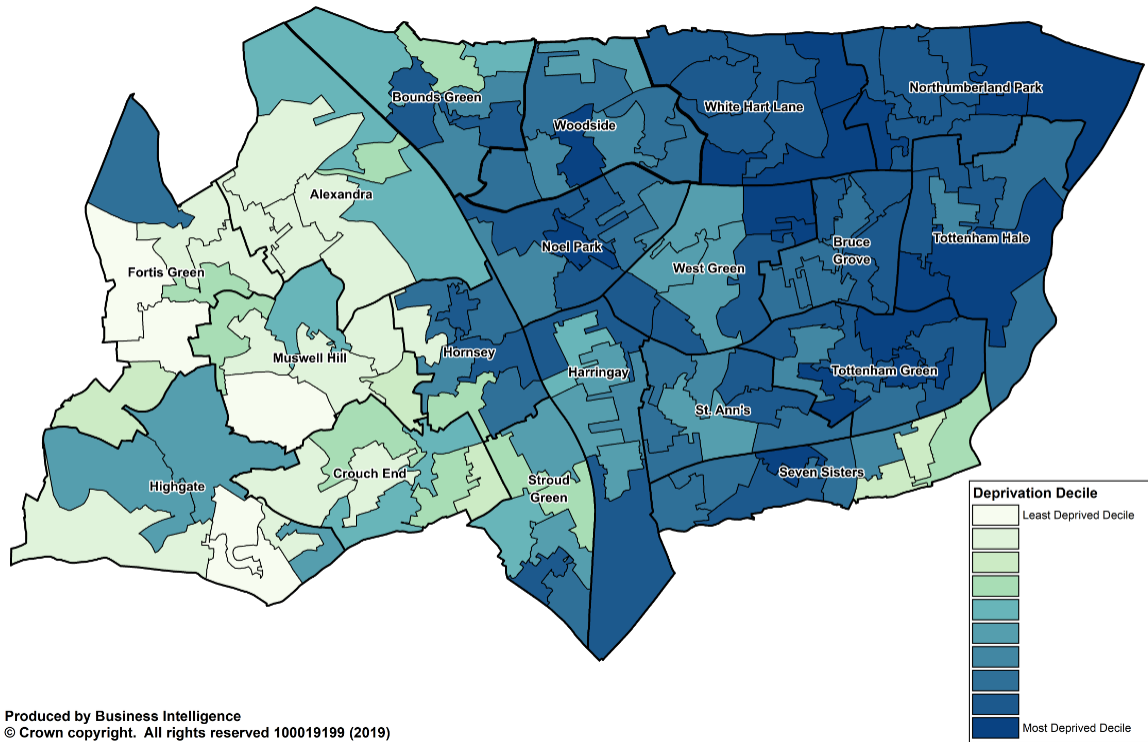 Bounds Green
Woodside
White Hart Lane
Northumberland Park
Alexandra
Fortis Green
Noel Park
West Green
Bruce
Grove
Tottenham Hale
Muswell Hill
Hornsey
Harringay
Tottenham Green
St. Ann's
Highgate
Crouch End
Stroud
Green
Seven Sisters
Deprivation Decile
Least Deprived Decile
Most Deprived Decile
Produced by Business Intelligence
© Crown copyright. All rights reserved 100019199 (2019)